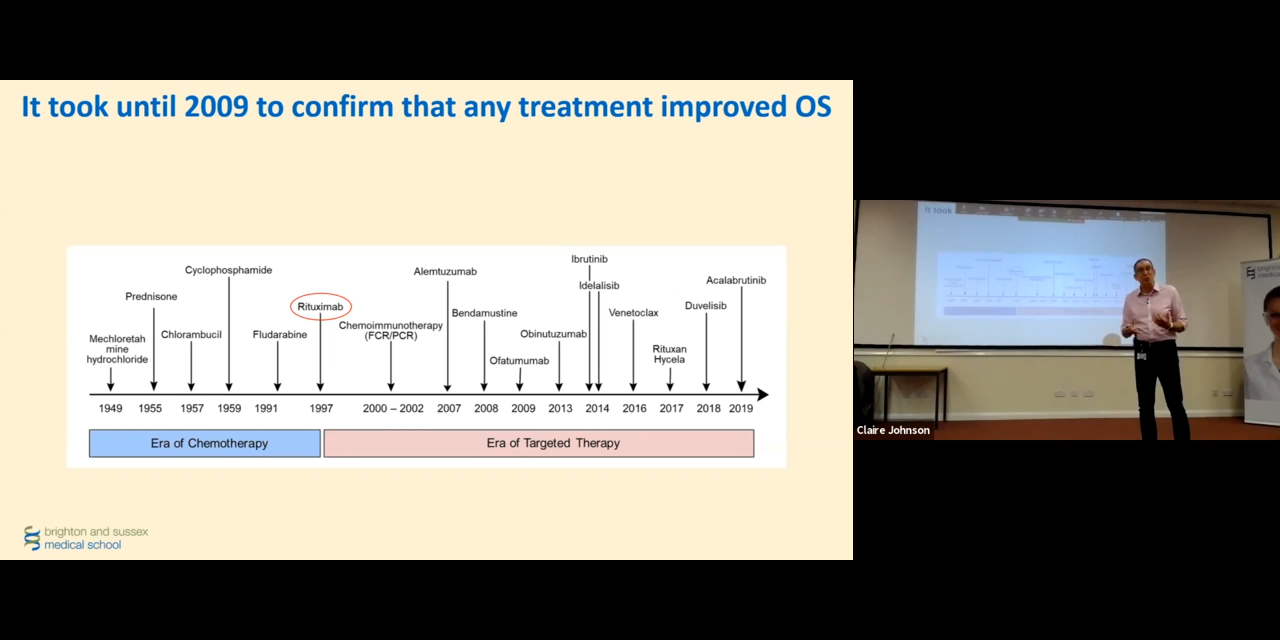 It took until 2009 to confirm that any treatment improved OS
Ibrutinib
Cyclophosphamide
Alemtuzumab
Idelalisib
Acalabrutinib
Prednisone
Rituximab
Bendamustine
Venetoclax
Duvelisib
Mechloretah
mine
hydrochloride
Chlorambucil
Fludarabine
Chemoimmunotherapy
(FCR/PCR)
Ofatumumab
Obinutuzumab
Rituxan
Hycela
1949 1955 1957 1959 1991 1997 2000 – 2002 2007 2008 2009 2013 2014 2016 2017 2018 2019
Era of Chemotherapy
Era of Targeted Therapy
brighton and sussex
medical school
It took
Claire Johnson